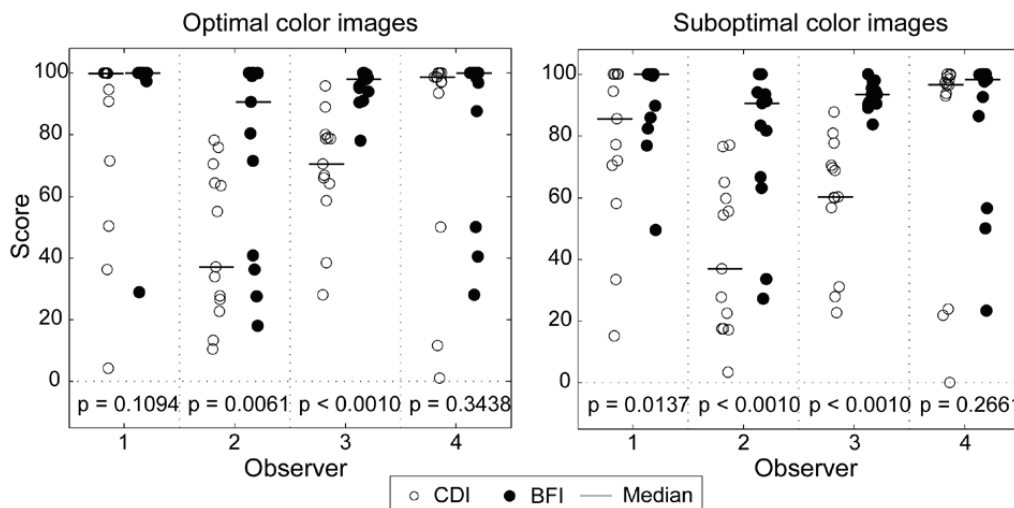 Optimal color images
Suboptimal color images
Score
100
80
60
40
20
0
p = 0.1094 p = 0.0061 p < 0.0010 p = 0.3438
1 2 3 4
Observer
100
80
60
40
20
0
p = 0.0137 p < 0.0010 p < 0.0010 p = 0.2661
1 2 3 4
Observer
CDI BFI Median